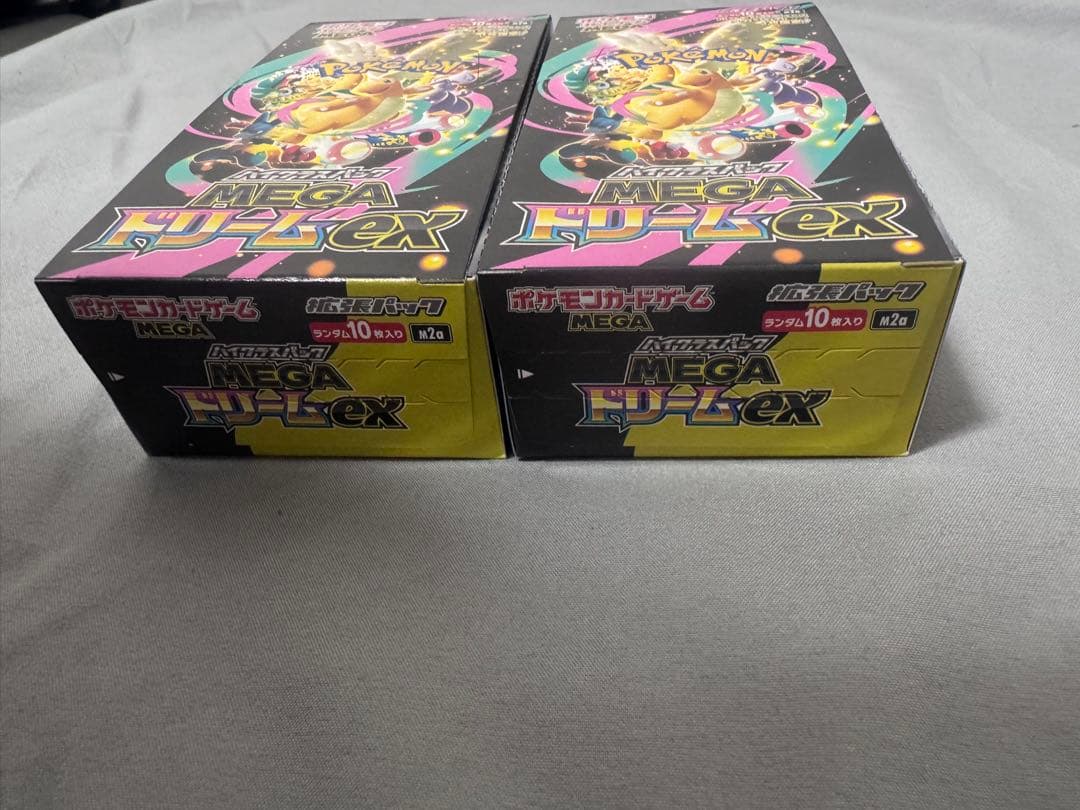 POKÉMON
ハイクラスパック
MEGA
ドリームex
ポケモンカードゲーム
MEGA
拡張パック
ランダム10枚入り
M2a
ハイクラスパック
MEGA
ドリームex
POKÉMON
ハイクラスパック
MEGA
ドリームex
ポケモンカードゲーム
MEGA
拡張パック
ランダム10枚入り
M2a
ハイクラスパック
MEGA
ドリームex